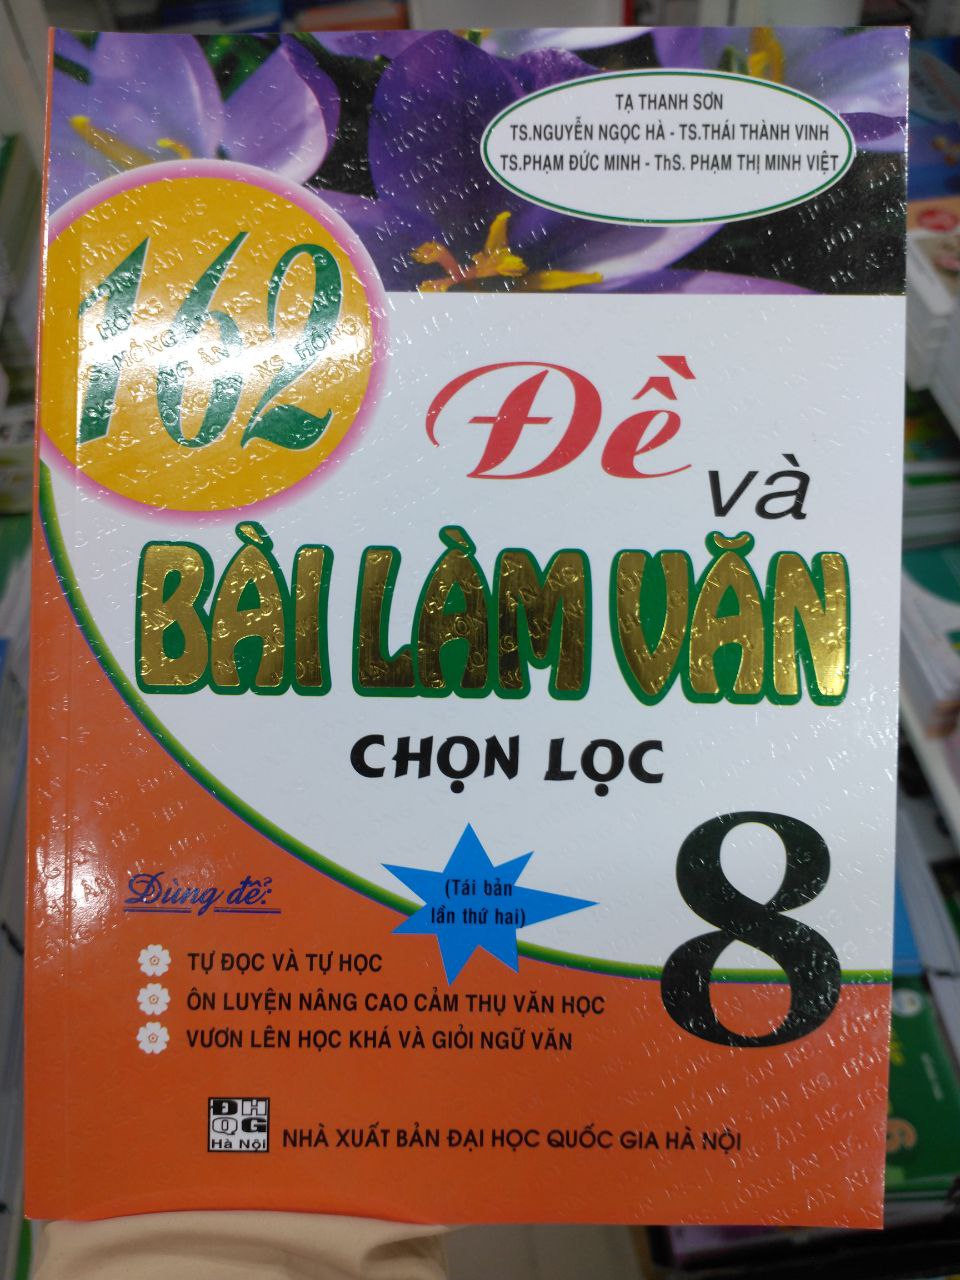 TẠ THANH SƠN
TS.NGUYỄN NGỌC HÀ - TS.THÁI THÀNH VINH
TS.PHẠM ĐỨC MINH - ThS. PHẠM THỊ MINH VIỆT
162
Đề
và
BÀI LÀM VĂN
CHỌN LỌC
8
(Tái bản
lần thứ hai)
Dùng để:
TỰ ĐỌC VÀ TỰ HỌC
ÔN LUYỆN NÂNG CAO CẢM THỤ VĂN HỌC
VƯƠN LÊN HỌC KHÁ VÀ GIỎI NGỮ VĂN
ĐH
QG
Hà Nội
NHÀ XUẤT BẢN ĐẠI HỌC QUỐC GIA HÀ NỘI